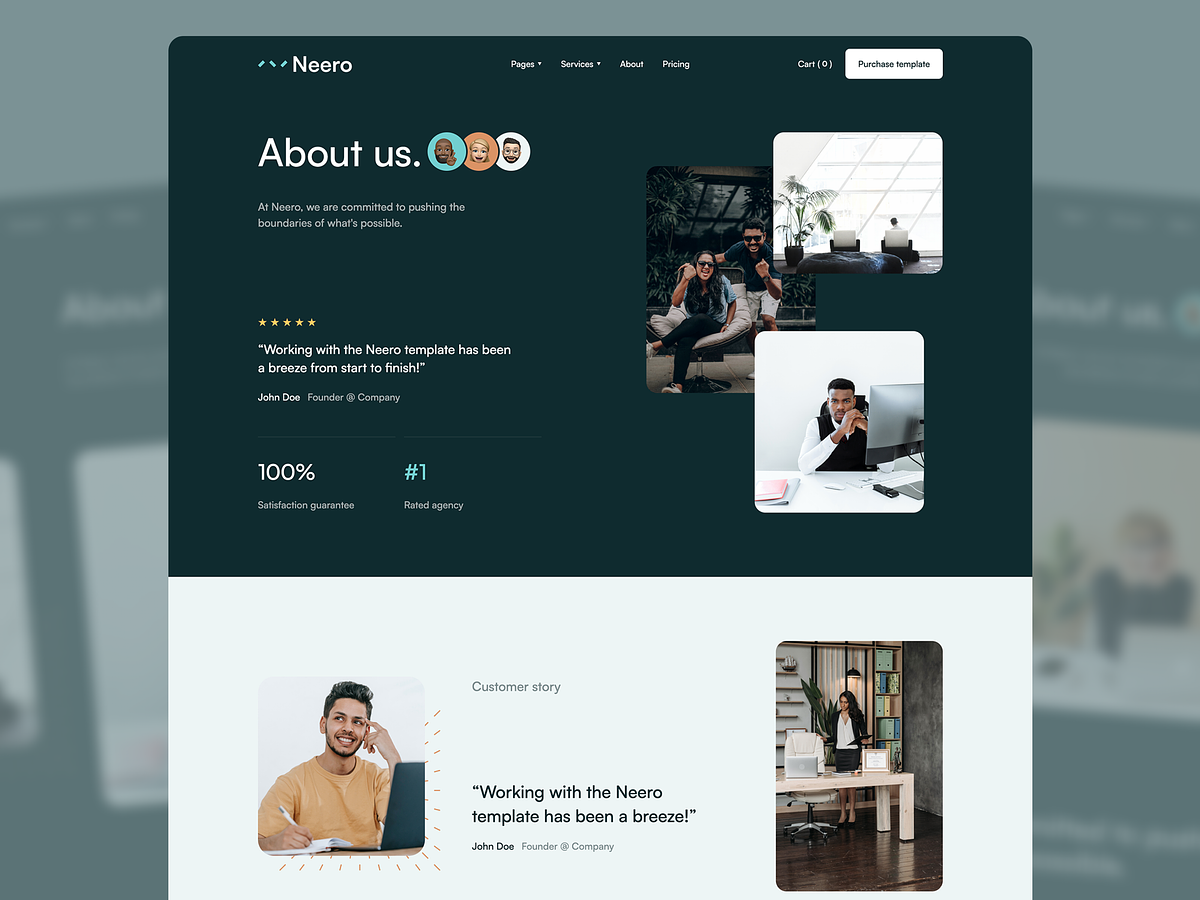 Neero
Pages ▾ Services ▾ About Pricing
Cart ( 0 )
Purchase template
About us.
At Neero, we are committed to pushing the
boundaries of what's possible.
★★★★★
“Working with the Neero template has been
a breeze from start to finish!”
John Doe Founder @ Company
100%
Satisfaction guarantee
#1
Rated agency
Customer story
“Working with the Neero
template has been a breeze!”
John Doe Founder @ Company
About
bout us.